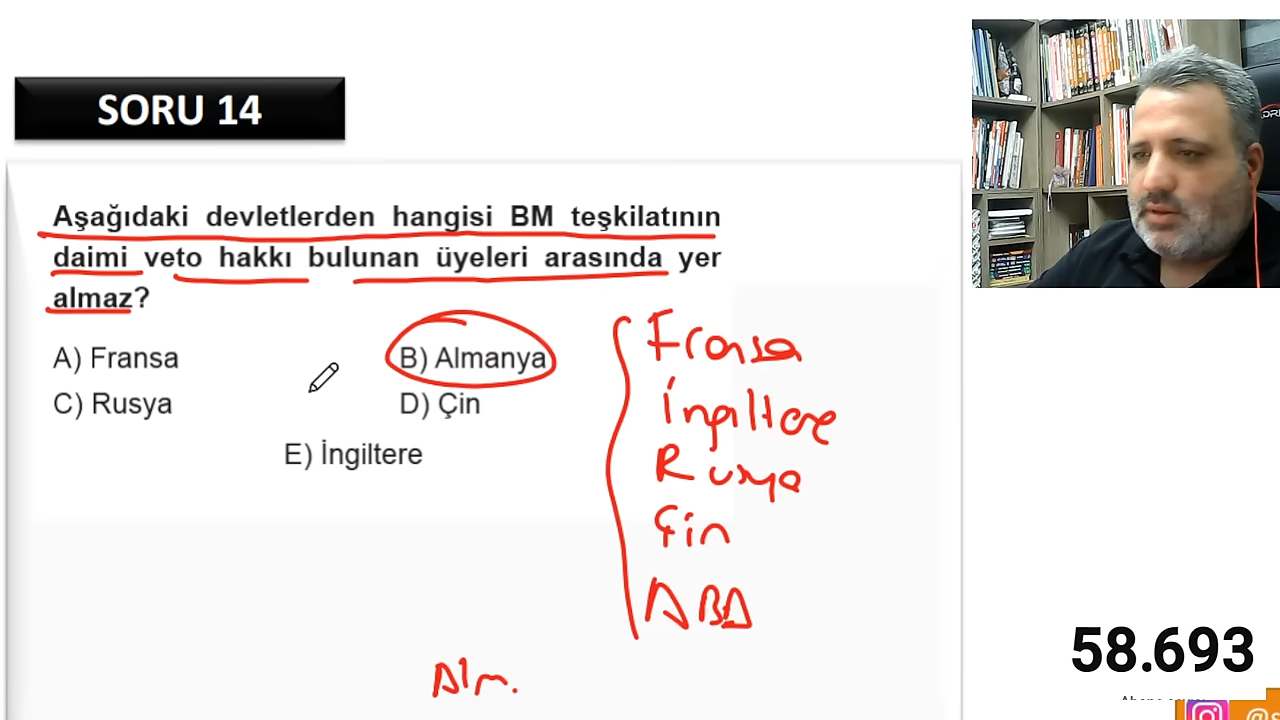 SORU 14
Aşağıdaki devletlerden hangisi BM teşkilatının
daimi veto hakkı bulunan üyeleri arasında yer
almaz?
A) Fransa
B) Almanya
C) Rusya
D) Çin
E) İngiltere
Fransa
İngiltere
Rusya
Çin
ABD
Alm.
58.693